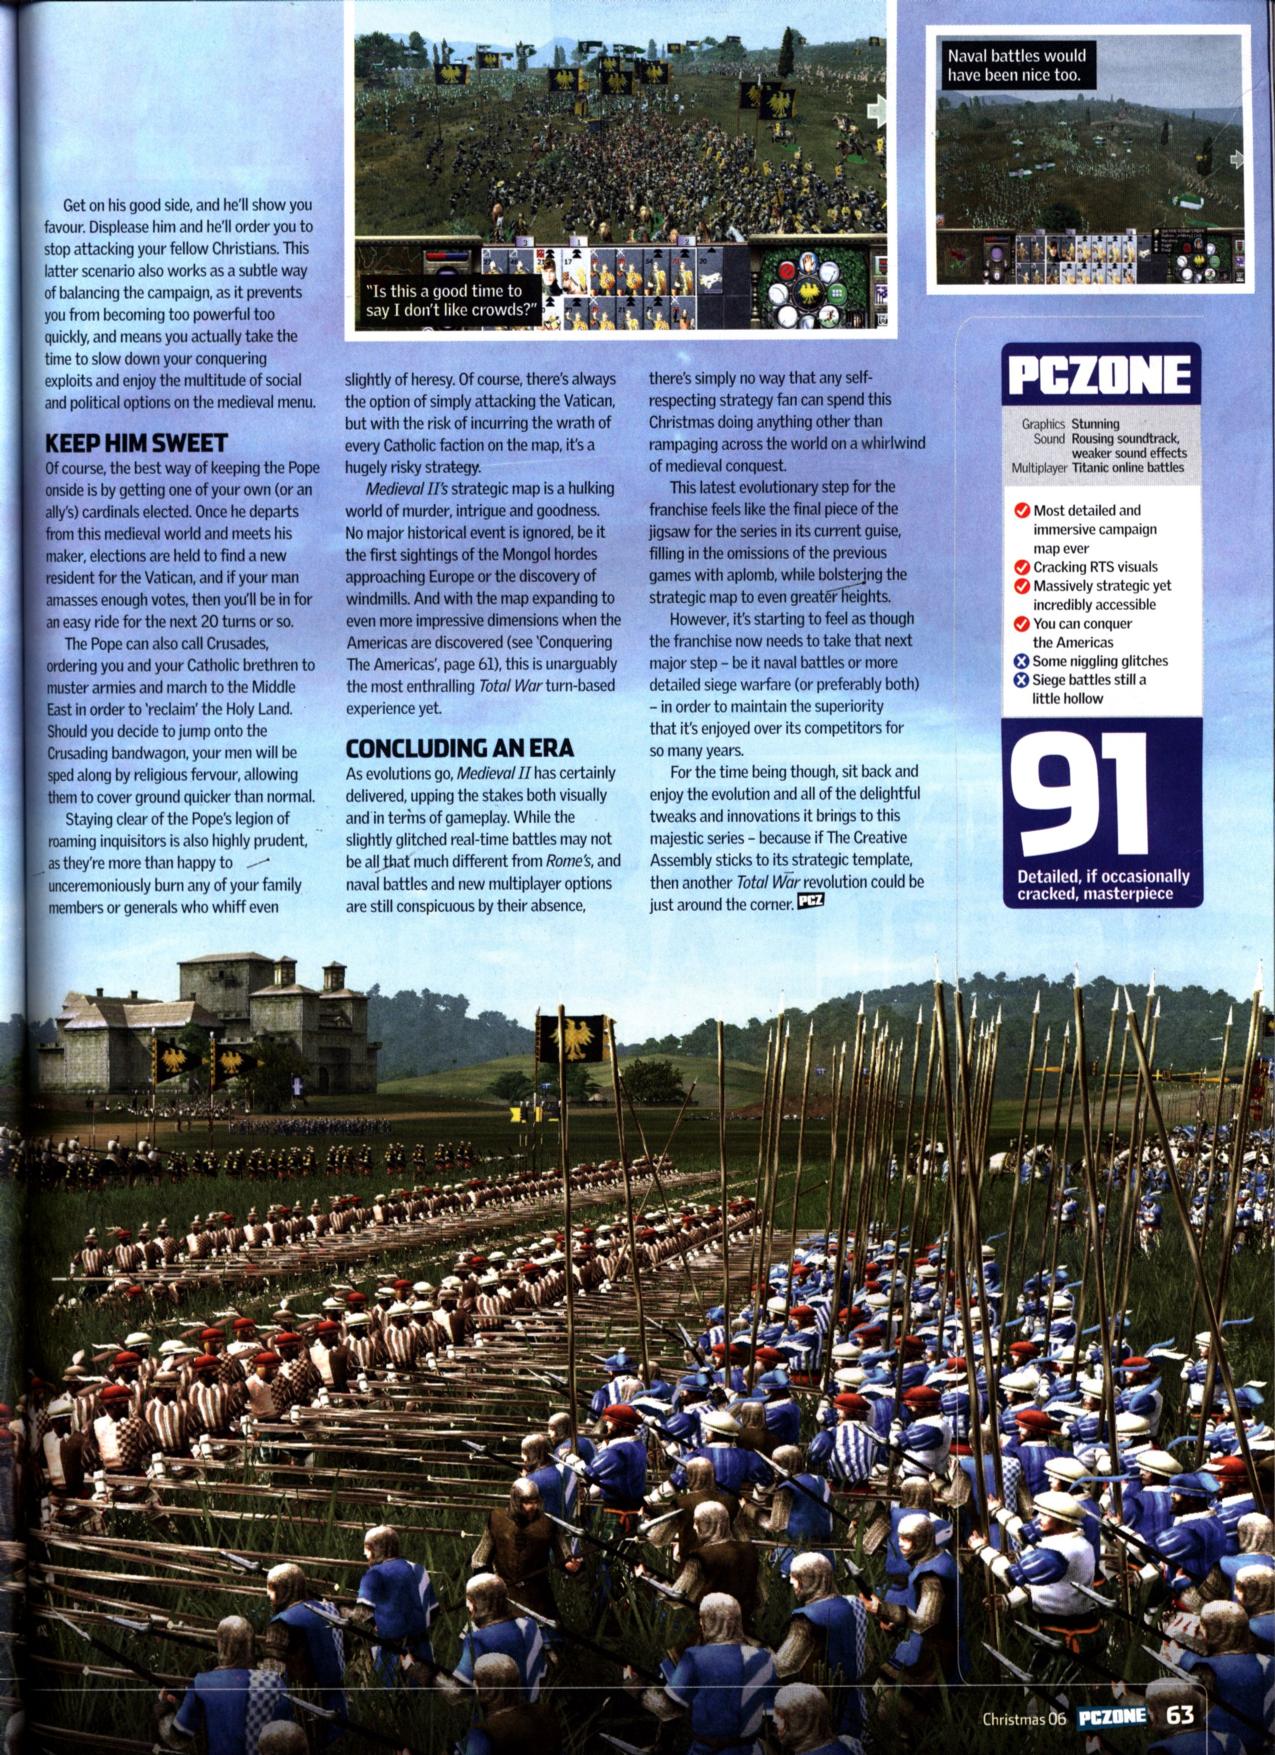 "Is this a good time to
say I don't like crowds?"
Naval battles would
have been nice too.
Get on his good side, and he'll show you
favour. Displease him and he'll order you to
stop attacking your fellow Christians. This
latter scenario also works as a subtle way
of balancing the campaign, as it prevents
you from becoming too powerful too
quickly, and means you actually take the
time to slow down your conquering
exploits and enjoy the multitude of social
and political options on the medieval menu.
KEEP HIM SWEET
Of course, the best way of keeping the Pope
onside is by getting one of your own (or an
ally's) cardinals elected. Once he departs
from this medieval world and meets his
maker, elections are held to find a new
resident for the Vatican, and if your man
amasses enough votes, then you'll be in for
an easy ride for the next 20 turns or so.
The Pope can also call Crusades,
ordering you and your Catholic brethren to
muster armies and march to the Middle
East in order to 'reclaim' the Holy Land.
Should you decide to jump onto the
Crusading bandwagon, your men will be
sped along by religious fervour, allowing
them to cover ground quicker than normal.
Staying clear of the Pope's legion of
roaming inquisitors is also highly prudent,
as they're more than happy to
unceremoniously burn any of your family
members or generals who whiff even
slightly of heresy. Of course, there's always
the option of simply attacking the Vatican,
but with the risk of incurring the wrath of
every Catholic faction on the map, it's a
hugely risky strategy.
Medieval II's strategic map is a hulking
world of murder, intrigue and goodness.
No major historical event is ignored, be it
the first sightings of the Mongol hordes
approaching Europe or the discovery of
windmills. And with the map expanding to
even more impressive dimensions when the
Americas are discovered (see 'Conquering
The Americas', page 61), this is unarguably
the most enthralling Total War turn-based
experience yet.
CONCLUDING AN ERA
As evolutions go, Medieval II has certainly
delivered, upping the stakes both visually
and in terms of gameplay. While the
slightly glitched real-time battles may not
be all that much different from Rome's, and
naval battles and new multiplayer options
are still conspicuous by their absence,
there's simply no way that any self-
respecting strategy fan can spend this
Christmas doing anything other than
rampaging across the world on a whirlwind
of medieval conquest.
This latest evolutionary step for the
franchise feels like the final piece of the
jigsaw for the series in its current guise,
filling in the omissions of the previous
games with aplomb, while bolstering the
strategic map to even greater heights.
However, it's starting to feel as though
the franchise now needs to take that next
major step – be it naval battles or more
detailed siege warfare (or preferably both)
– in order to maintain the superiority
that it's enjoyed over its competitors for
so many years.
For the time being though, sit back and
enjoy the evolution and all of the delightful
tweaks and innovations it brings to this
majestic series – because if The Creative
Assembly sticks to its strategic template,
then another Total War revolution could be
just around the corner. PCZ
PCZONE
Graphics Stunning
Sound Rousing soundtrack,
weaker sound effects
Multiplayer Titanic online battles
Most detailed and
immersive campaign
map ever
Cracking RTS visuals
Massively strategic yet
incredibly accessible
You can conquer
the Americas
Some niggling glitches
Siege battles still a
little hollow
91
Detailed, if occasionally
cracked, masterpiece
Christmas 06 PCZONE 63